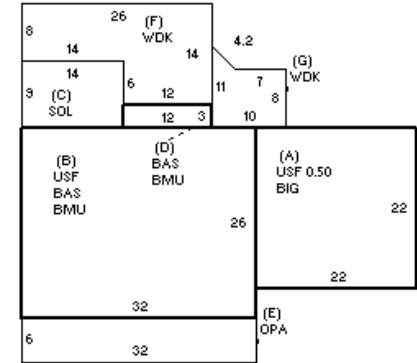 26
(F)
WDK
8
14
14
4.2
(G)
WDK
14
6
7
8
9
(C)
SOL
12
11
12
3
10
(D)
BAS
BMU
(B)
USF
BAS
BMU
(A)
USF 0.50
BIG
26
22
22
32
(E)
OPA
6
32